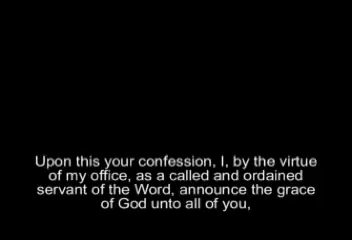 Upon this your confession, I, by the virtue
of my office, as a called and ordained
servant of the Word, announce the grace
of God unto all of you,